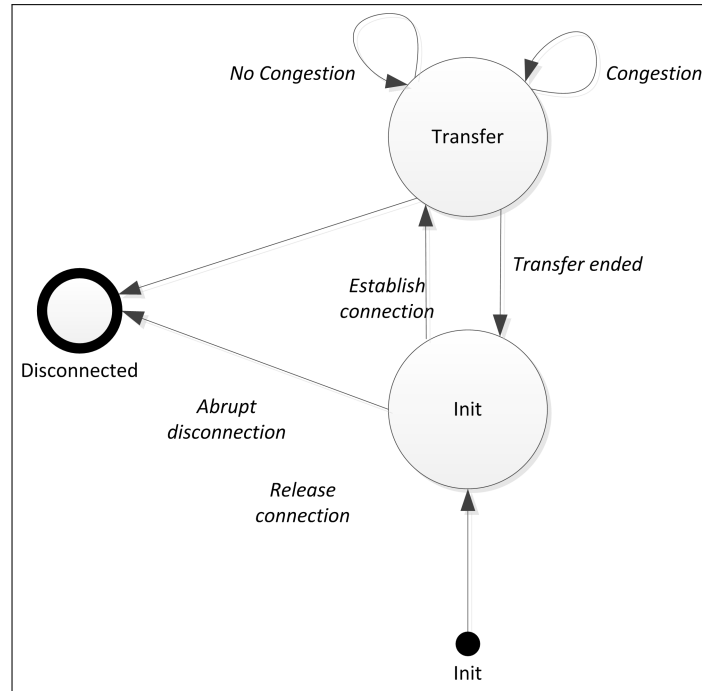 No Congestion
Congestion
Transfer
Establish
connection
Transfer ended
Disconnected
Abrupt
disconnection
Init
Release
connection
Init